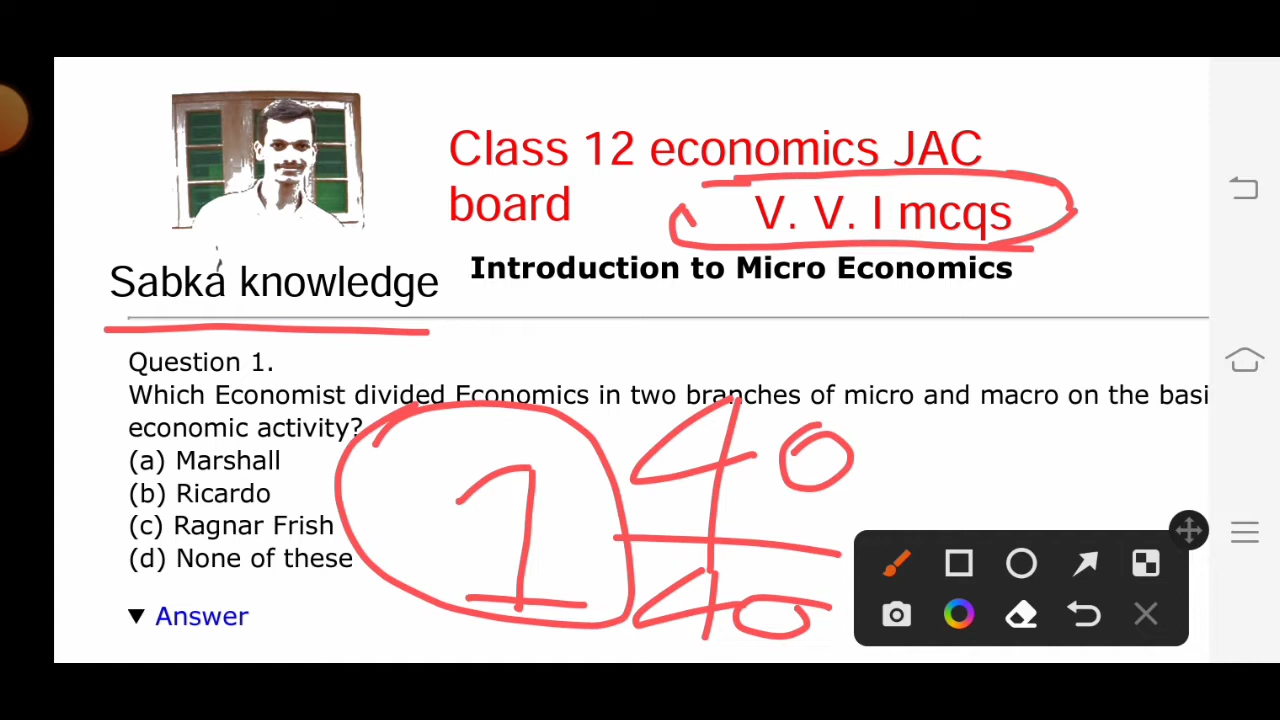 Class 12 economics JAC
board
V. V. I mcqs
Sabka knowledge
Introduction to Micro Economics
Question 1.
Which Economist divided Economics in two branches of micro and macro on the basi
economic activity?
(a) Marshall
(b) Ricardo
(c) Ragnar Frish
(d) None of these
Answer
1
40
40